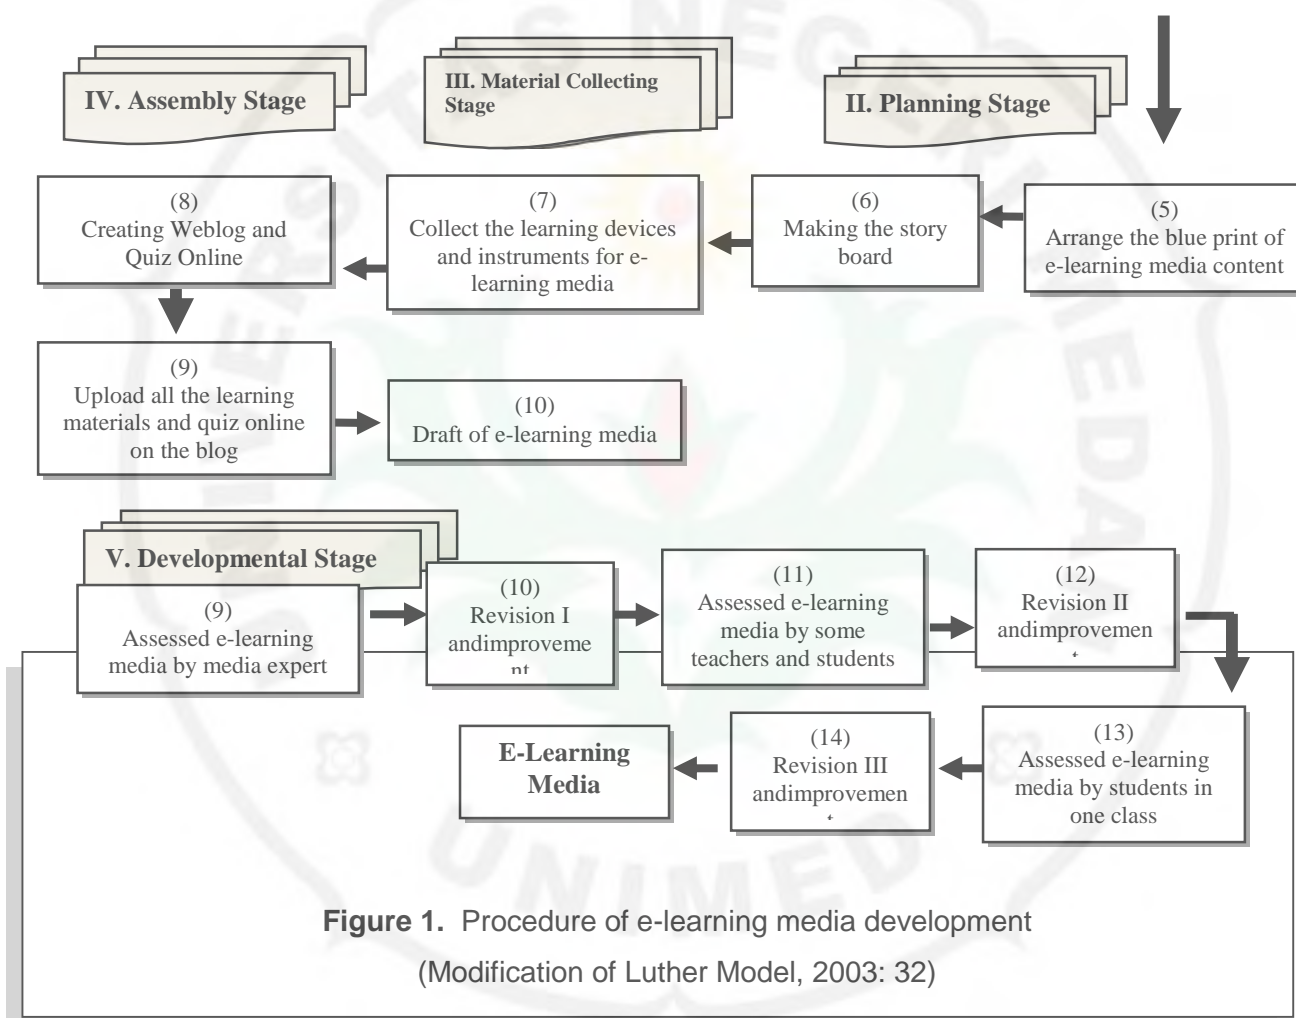 IV. Assembly Stage
III. Material Collecting
Stage
II. Planning Stage
(8)
Creating Weblog and
Quiz Online
(7)
Collect the learning devices
and instruments for e-
learning media
(6)
Making the story
board
(5)
Arrange the blue print of
e-learning media content
(9)
Upload all the learning
materials and quiz online
on the blog
(10)
Draft of e-learning media
V. Developmental Stage
(9)
Assessed e-learning
media by media expert
(10)
Revision I
andimproveme
nt
(11)
Assessed e-learning
media by some
teachers and students
(12)
Revision II
andimprovemen
E-Learning
Media
(14)
Revision III
andimprovemen
(13)
Assessed e-learning
media by students in
one class
Figure 1. Procedure of e-learning media development
(Modification of Luther Model, 2003: 32)
UNIVERSITAS NEGERI MEDAN
UNIMED